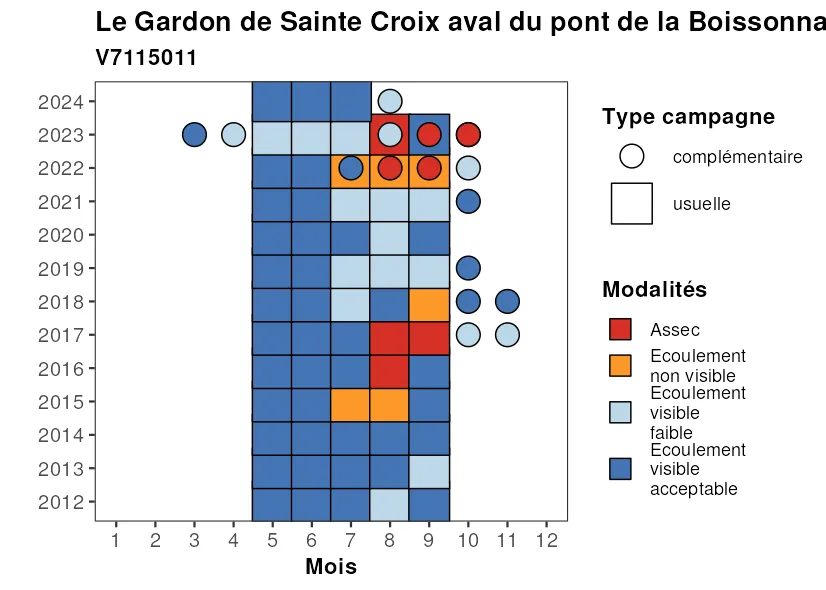 Le Gardon de Sainte Croix aval du pont de la Boissonna
V7115011
2024
2023
2022
2021
2020
2019
2018
2017
2016
2015
2014
2013
2012
1 2 3 4 5 6 7 8 9 10 11 12
Mois
Type campagne
complémentaire
usuelle
Modalités
Assec
Ecoulement
non visible
Ecoulement
visible
faible
Ecoulement
visible
acceptable